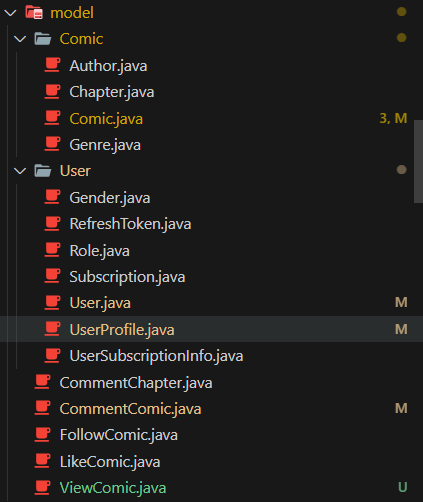 model
Comic
Author.java
Chapter.java
Comic.java 3, M
Genre.java
User
Gender.java
RefreshToken.java
Role.java
Subscription.java
User.java M
UserProfile.java M
UserSubscriptionInfo.java
CommentChapter.java
CommentComic.java M
FollowComic.java
LikeComic.java
ViewComic.java U